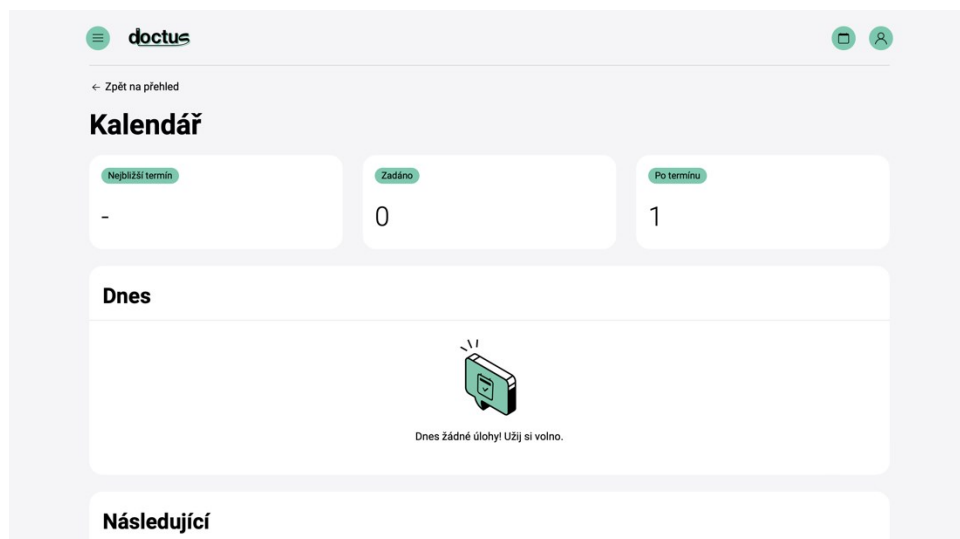 doctus
← Zpět na přehled
Kalendář
Nejbližší termín
-
Zadáno
0
Po termínu
1
Dnes
Dnes žádné úlohy! Užij si volno.
Následující